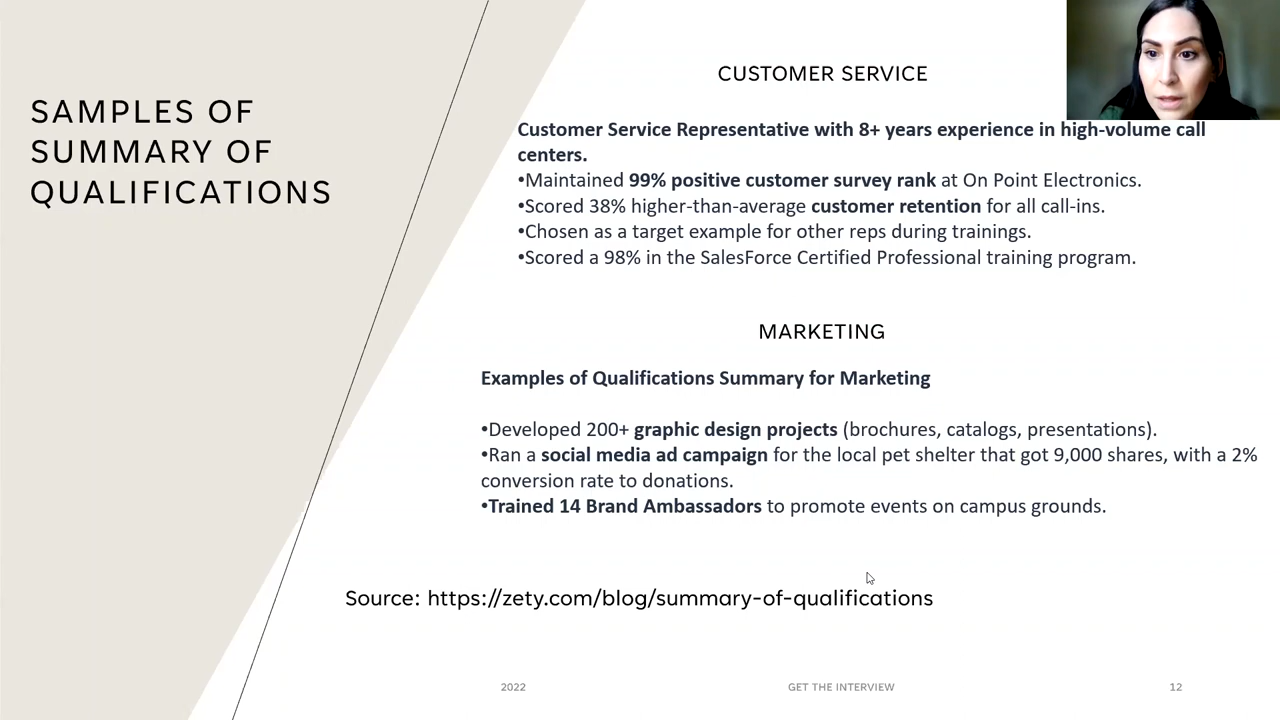 SAMPLES OF
SUMMARY OF
QUALIFICATIONS
CUSTOMER SERVICE
Customer Service Representative with 8+ years experience in high-volume call
centers.
•Maintained 99% positive customer survey rank at On Point Electronics.
•Scored 38% higher-than-average customer retention for all call-ins.
•Chosen as a target example for other reps during trainings.
•Scored a 98% in the SalesForce Certified Professional training program.
MARKETING
Examples of Qualifications Summary for Marketing
•Developed 200+ graphic design projects (brochures, catalogs, presentations).
•Ran a social media ad campaign for the local pet shelter that got 9,000 shares, with a 2%
conversion rate to donations.
•Trained 14 Brand Ambassadors to promote events on campus grounds.
Source: https://zety.com/blog/summary-of-qualifications
2022
GET THE INTERVIEW
12